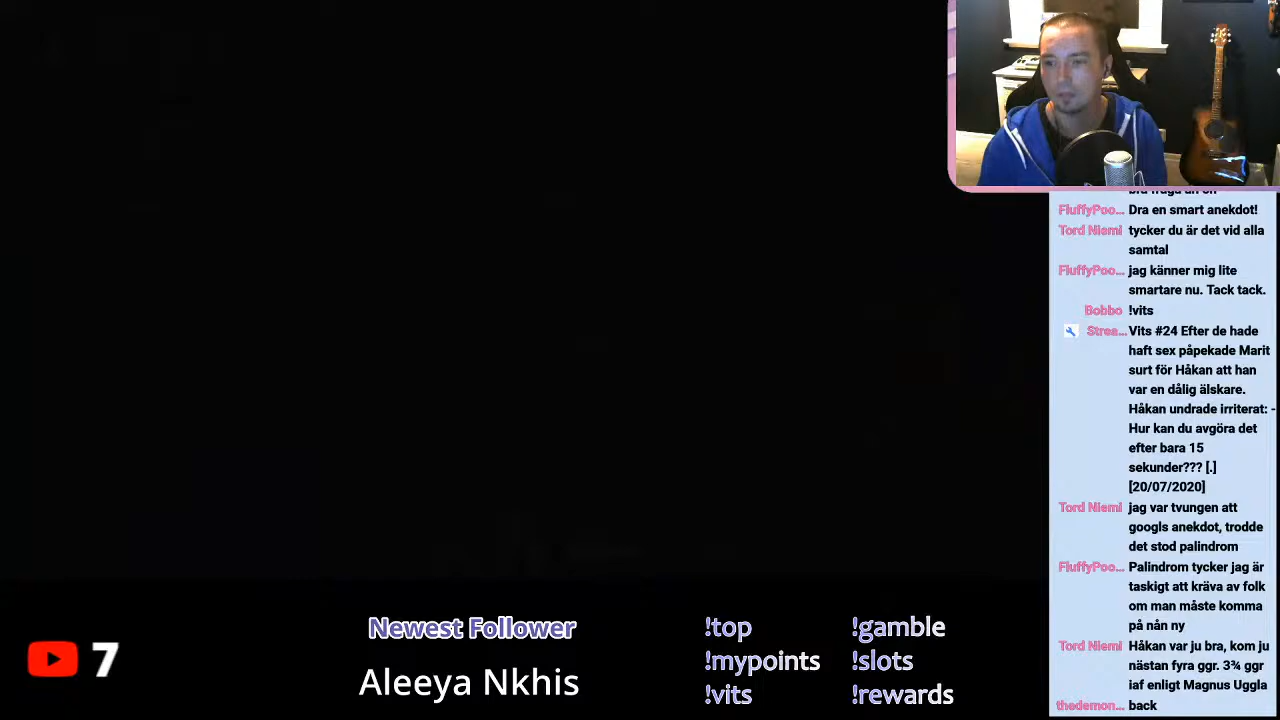 FluffyPoo... Dra en smart anekdot!
Tord Niemi tycker du är det vid alla
samtal
FluffyPoo... jag känner mig lite
smartare nu. Tack tack.
Bobbo !vits
Strea... Vits #24 Efter de hade
haft sex påpekade Marit
surt för Håkan att han
var en dålig älskare.
Håkan undrade irriterat: -
Hur kan du avgöra det
efter bara 15
sekunder??? [.]
[20/07/2020]
Tord Niemi jag var tvungen att
googls anekdot, trodde
det stod palindrom
FluffyPoo... Palindrom tycker jag är
taskigt att kräva av folk
om man måste komma
på nån ny
Tord Niemi Håkan var ju bra, kom ju
nästan fyra ggr. 3¾ ggr
iaf enligt Magnus Uggla
thedemon... back
7
Newest Follower
Aleeya Nkhis
!top
!mypoints
!vits
!gamble
!slots
!rewards